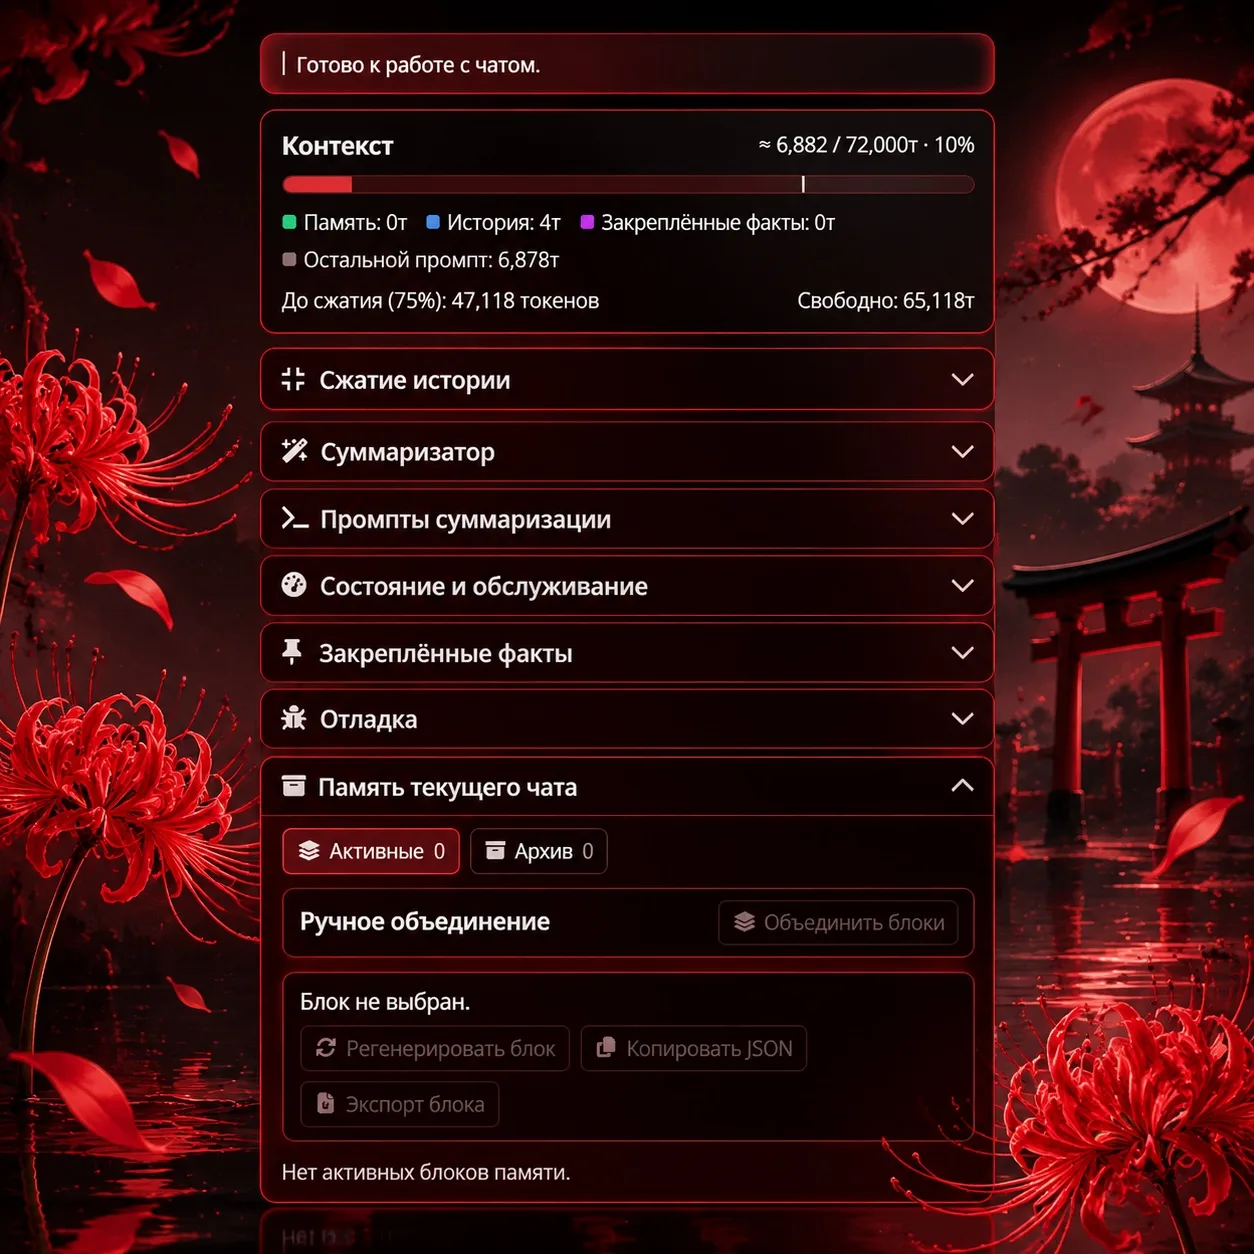 Готово к работе с чатом.
Контекст
≈ 6,882 / 72,000т · 10%
Память: 0т История: 4т Закреплённые факты: 0т
Остальной промпт: 6,878т
До сжатия (75%): 47,118 токенов
Свободно: 65,118т
Сжатие истории
Суммаризатор
Промпты суммаризации
Состояние и обслуживание
Закреплённые факты
Отладка
Память текущего чата
Активные 0
Архив 0
Ручное объединение
Объединить блоки
Блок не выбран.
Регенерировать блок
Копировать JSON
Экспорт блока
Нет активных блоков памяти.